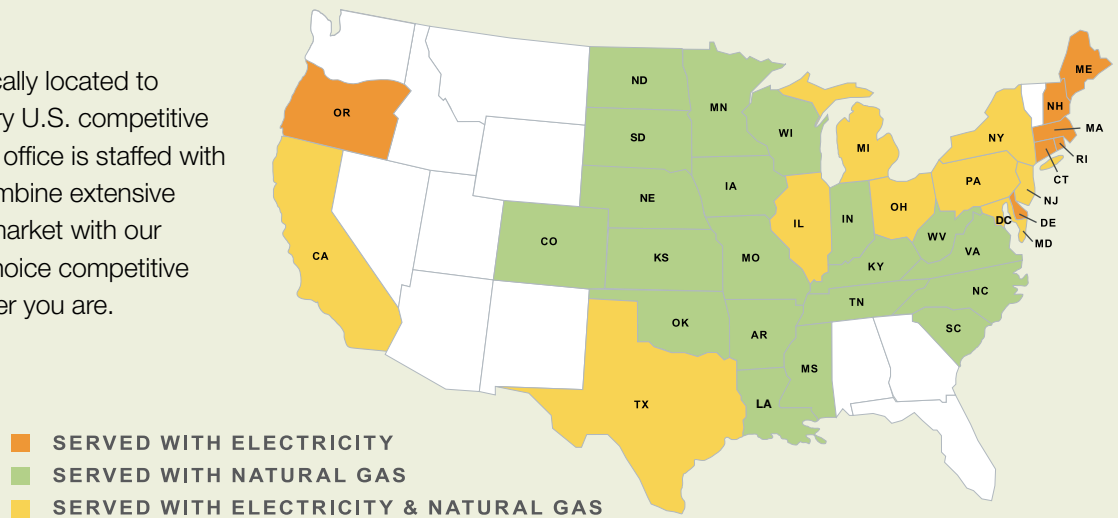 cally located to
ry U.S. competitive
office is staffed with
ombine extensive
market with our
hoice competitive
er you are.
ME
ND
MN
OR
NH
MA
WI
SD
NY
MI
RI
CT
PA
IA
NJ
NE
OH
DE
IL
IN
DC
CO
WV
MD
VA
CA
KS
MO
KY
NC
TN
OK
SC
AR
MS
LA
TX
SERVED WITH ELECTRICITY
SERVED WITH NATURAL GAS
SERVED WITH ELECTRICITY & NATURAL GAS